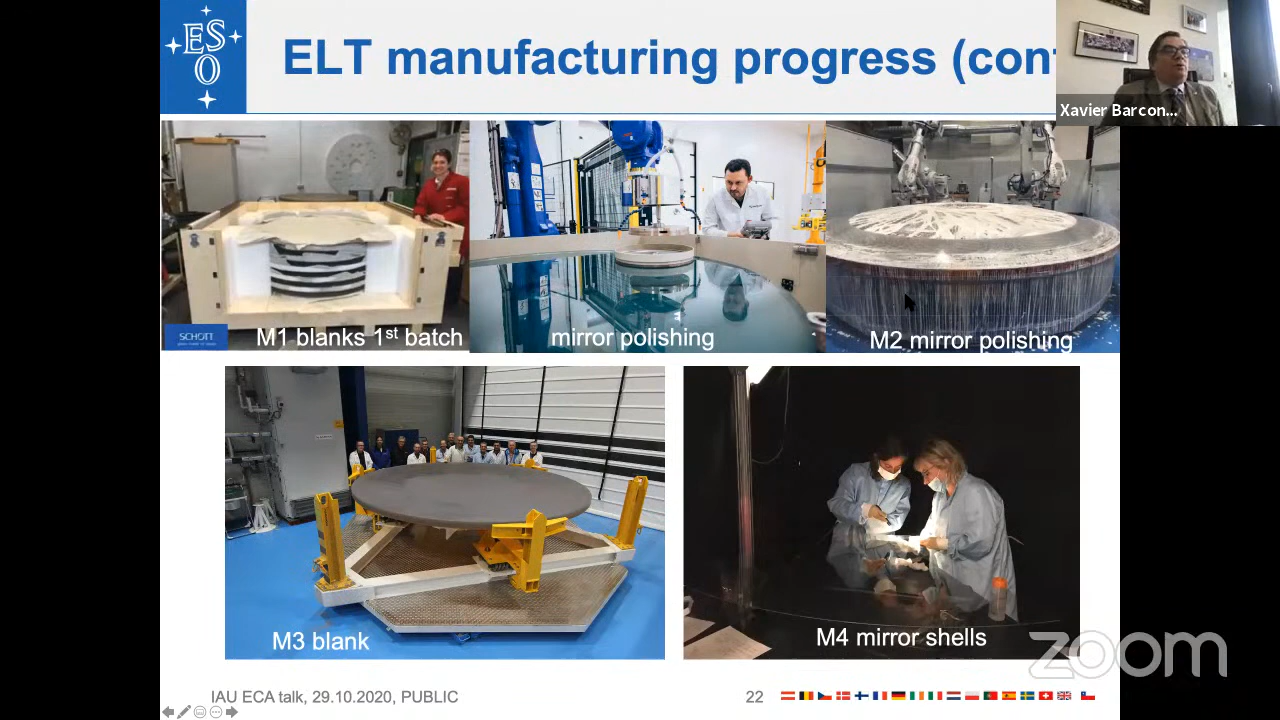 ESO
ELT manufacturing progress (con
Xavier Barcon...
SCHOTT
M1 blanks 1st batch
mirror polishing
M2 mirror polishing
M3 blank
M4 mirror shells
zoom
IAU ECA talk, 29.10.2020, PUBLIC
22